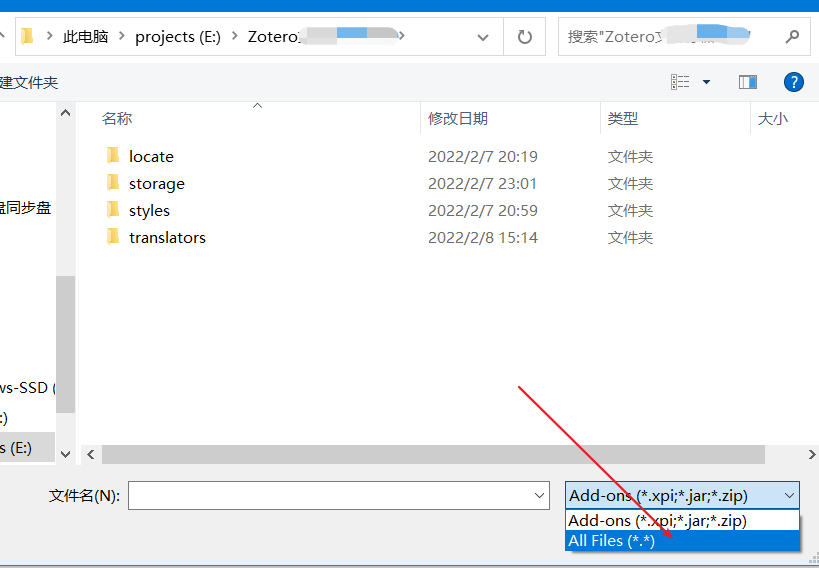 此电脑 projects (E:) Zotero
搜索"Zotero
建文件夹
名称 修改日期 类型 大小
locate 2022/2/7 20:19 文件夹
storage 2022/2/7 23:01 文件夹
styles 2022/2/7 20:59 文件夹
translators 2022/2/8 15:14 文件夹
盘同步盘
ws-SSD (
:)
s (E:)
文件名(N):
Add-ons (*.xpi;*.jar;*.zip)
Add-ons (*.xpi;*.jar;*.zip)
All Files (*.*)